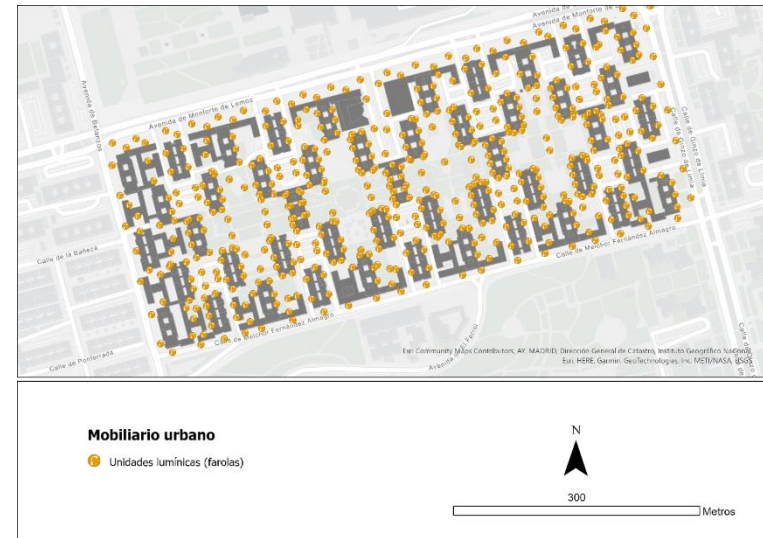 Avenida de Monforte de
Avenida de Monforte de
Avenida de Betanzos
Avenida de Monforte de Lemos
Calle de Ginzo de Limia
Calle de Ginzo de Limia
Calle de la Bañeza
Calle de Melchor Fernández Almagro
Calle de Melchor Fernández Almagro
Calle de Ponferrada
Esri Community Maps Contributors, AY. MADRID, Dirección General de Catastro, Instituto Geográfico Nacional,
Esri, HERE, Garmin, GeoTechnologies, Inc, METI/NASA, USGS
Mobiliario urbano
Unidades lumínicas (farolas)
N
300
Metros